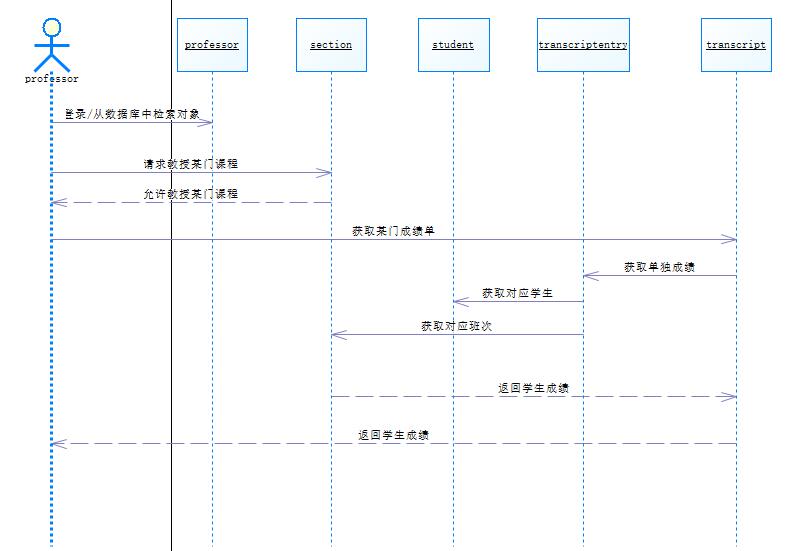 professor
section
student
transcriptentry
transcript
professor
登录/从数据库中检索对象
请求教授某门课程
允许教授某门课程
获取某门成绩单
获取单独成绩
获取对应学生
获取对应班次
返回学生成绩
返回学生成绩